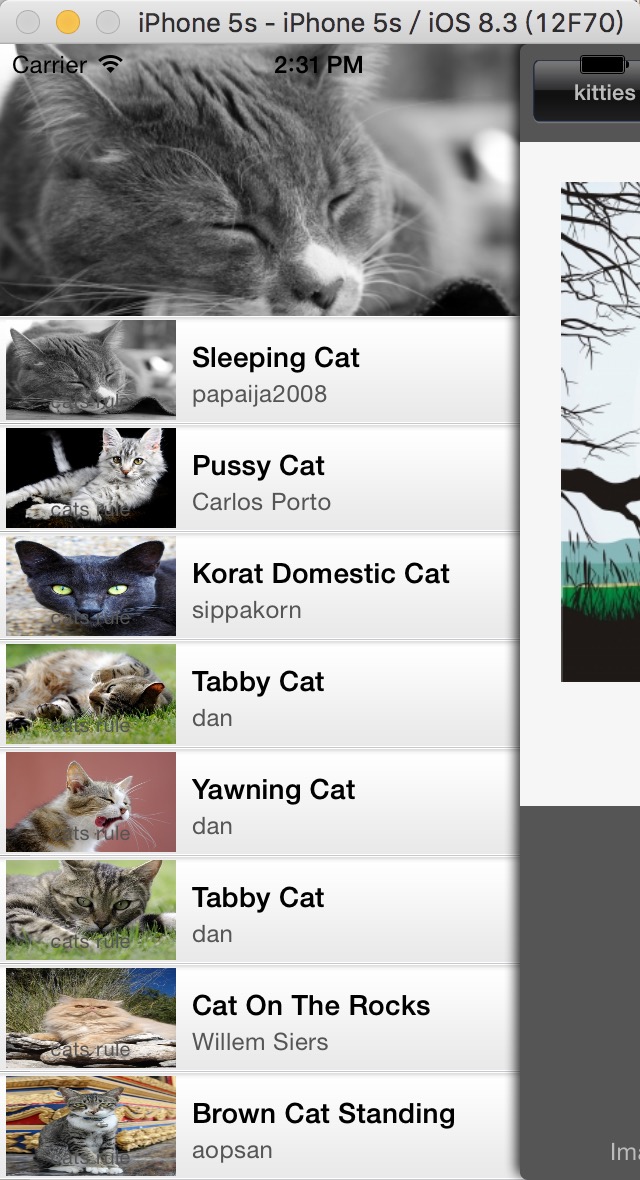 iPhone 5s - iPhone 5s / iOS 8.3 (12F70)
Carrier 2:31 PM
kitties
Sleeping Cat
papaija2008
cats rule
Pussy Cat
Carlos Porto
cats rule
Korat Domestic Cat
sippakorn
cats rule
Tabby Cat
dan
cats rule
Yawning Cat
dan
cats rule
Tabby Cat
dan
cats rule
Cat On The Rocks
Willem Siers
cats rule
Brown Cat Standing
aopsan
cats rule
Ima